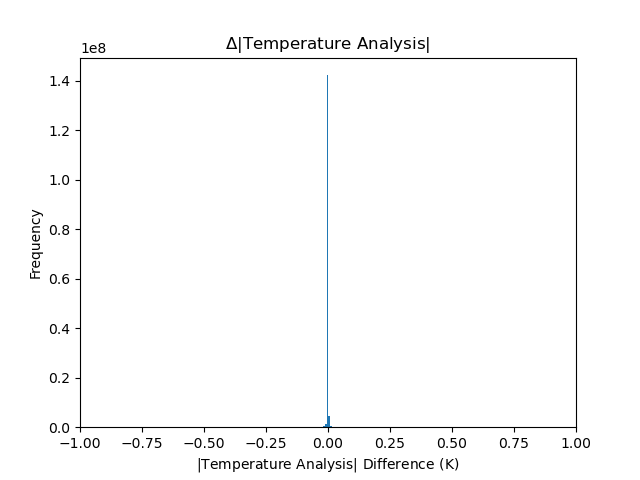 Δ|Temperature Analysis|
1e8
1.4
1.2
1.0
0.8
0.6
0.4
0.2
0.0
Frequency
−1.00 −0.75 −0.50 −0.25 0.00 0.25 0.50 0.75 1.00
|Temperature Analysis| Difference (K)